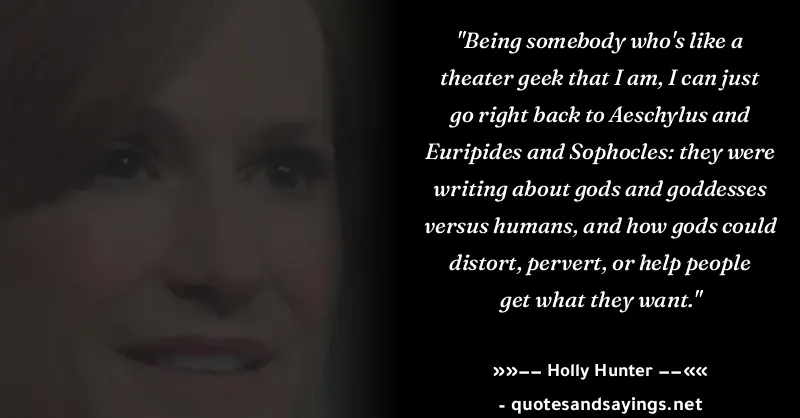 "Being somebody who's like a
theater geek that I am, I can just
go right back to Aeschylus and
Euripides and Sophocles: they were
writing about gods and goddesses
versus humans, and how gods could
distort, pervert, or help people
get what they want."
»»−− Holly Hunter −−««
- quotesandsayings.net